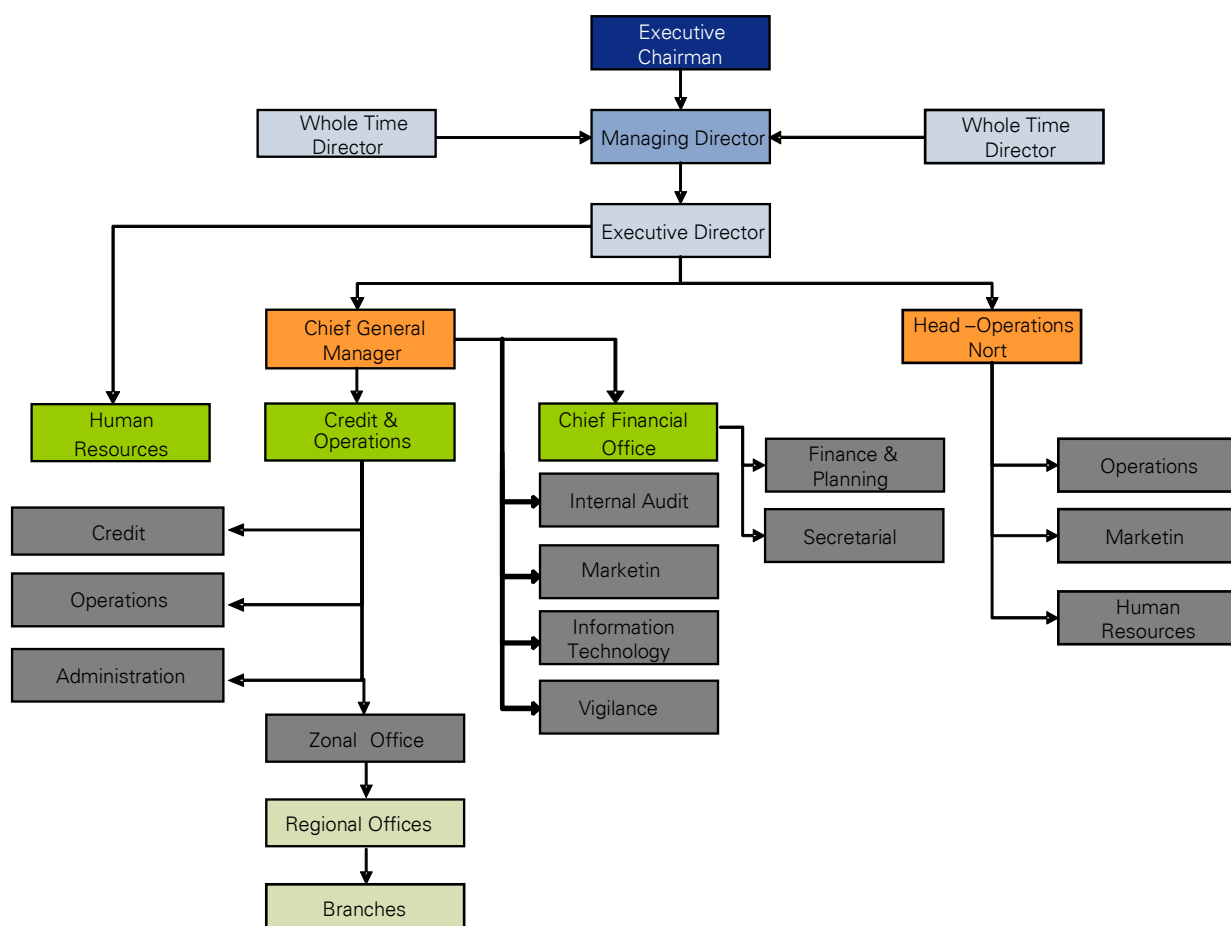 Executive
Chairman
Whole Time
Director
Managing Director
Whole Time
Director
Executive Director
Chief General
Manager
Head –Operations
Nort
Human
Resources
Credit &
Operations
Chief Financial
Office
Finance &
Planning
Operations
Internal Audit
Credit
Secretarial
Marketin
Marketin
Operations
Information
Technology
Human
Resources
Administration
Vigilance
Zonal Office
Regional Offices
Branches